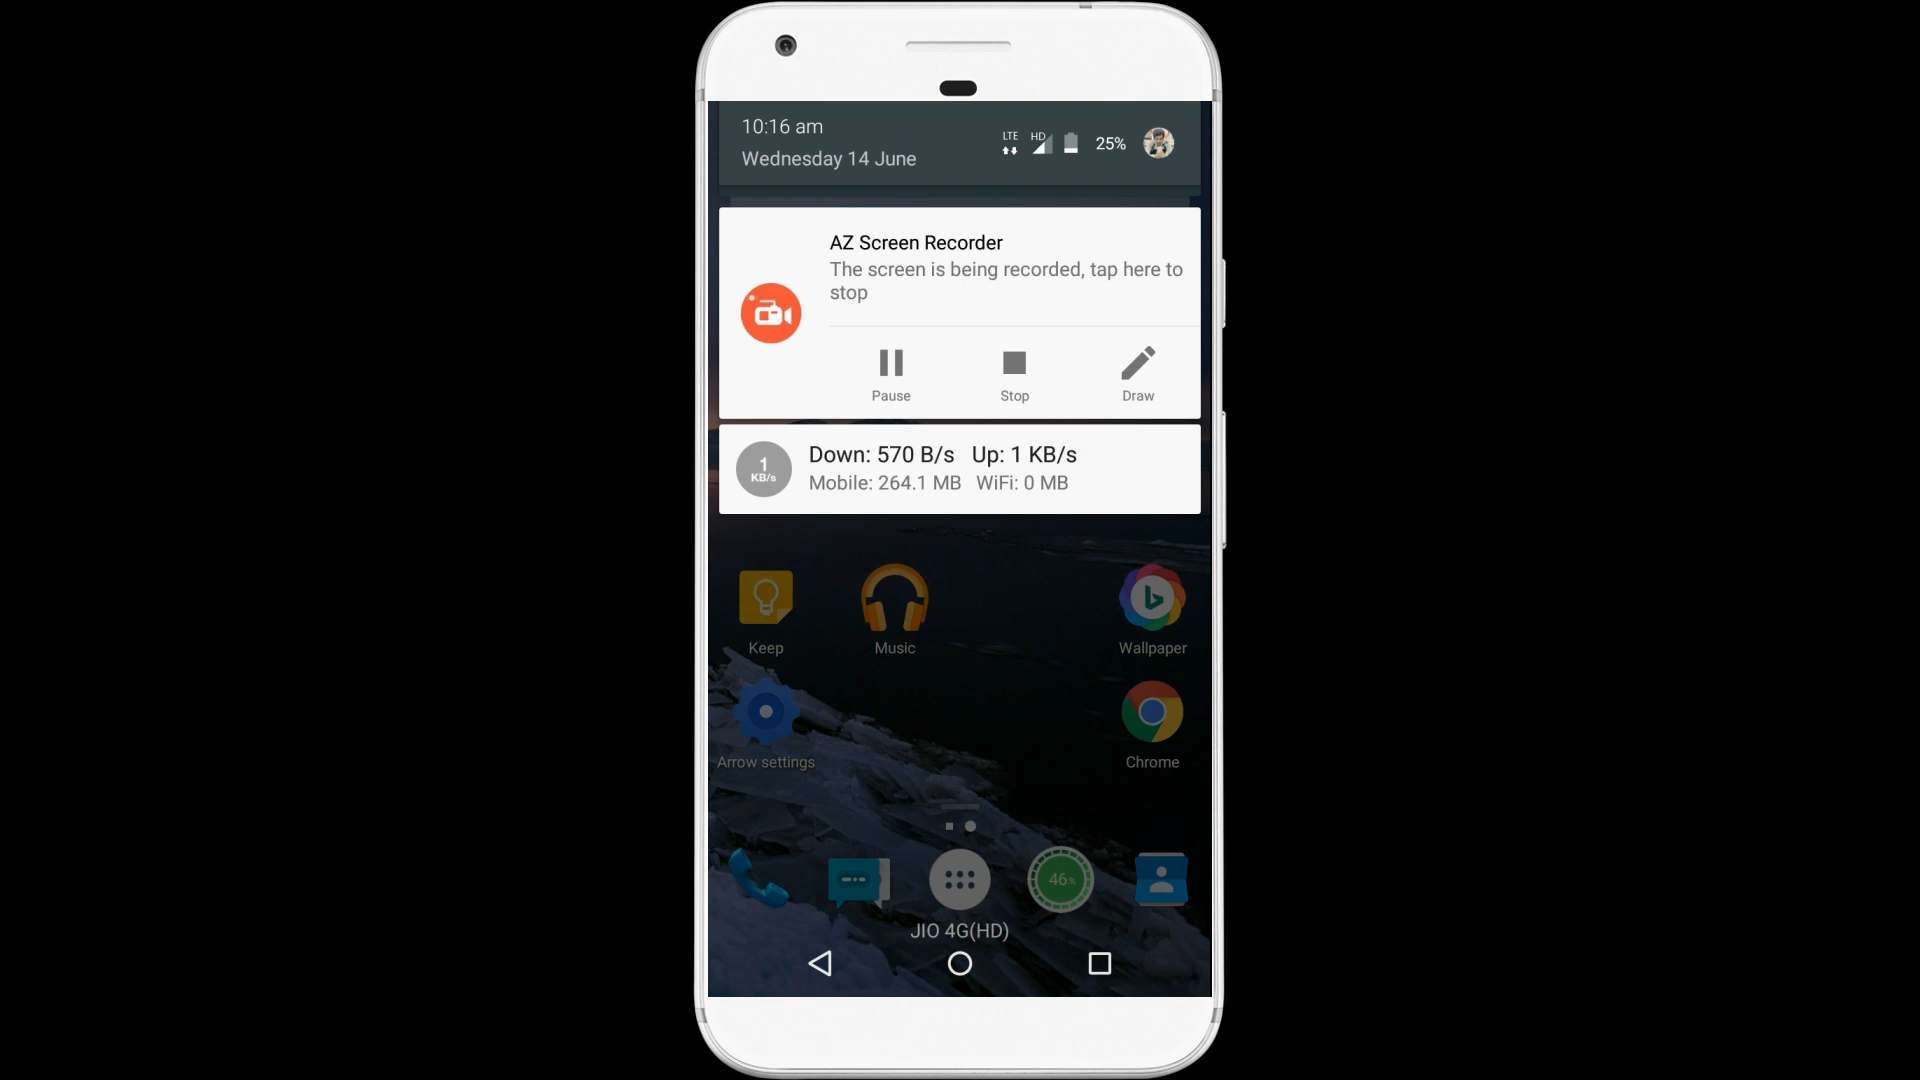 10:16 am
Wednesday 14 June
LTE
HD
25%
AZ Screen Recorder
The screen is being recorded, tap here to
stop
Pause
Stop
Draw
1
KB/s
Down: 570 B/s Up: 1 KB/s
Mobile: 264.1 MB WiFi: 0 MB
Keep
Music
Wallpaper
Arrow settings
Chrome
46%
JIO 4G(HD)